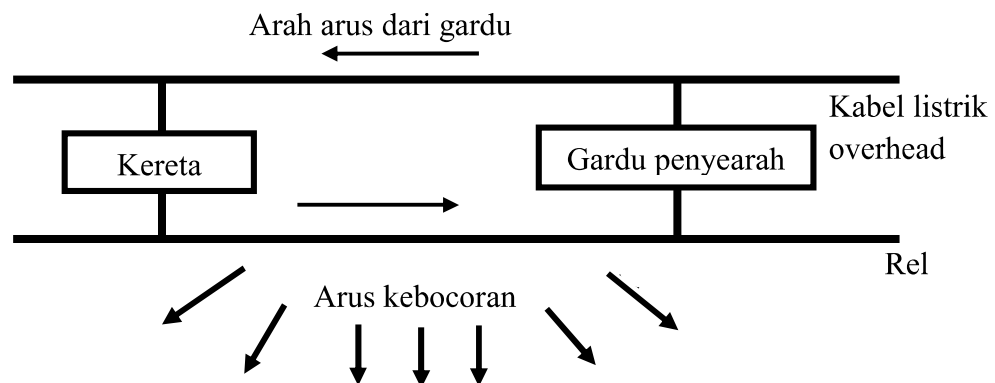 Arah arus dari gardu
Kabel listrik
overhead
Kereta
Gardu penyearah
Rel
Arus kebocoran